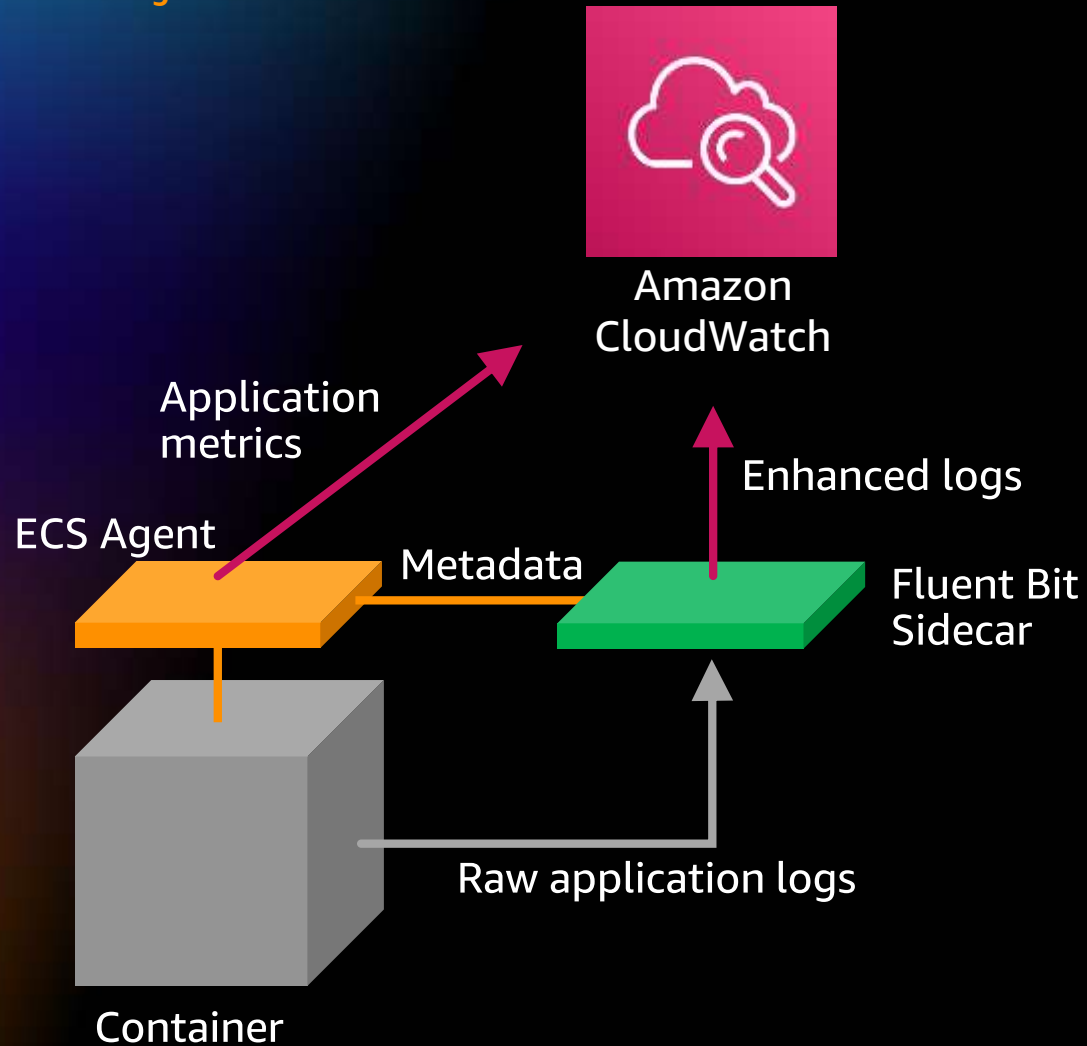 Amazon
CloudWatch
Application
metrics
Enhanced logs
ECS Agent
Metadata
Fluent Bit
Sidecar
Raw application logs
Container